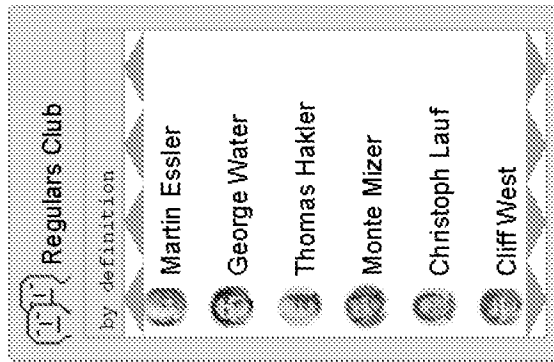 Regulars Club
by definition
Martin Essler
George Water
Thomas Hakler
Monte Mizer
Christoph Lauf
Cliff West